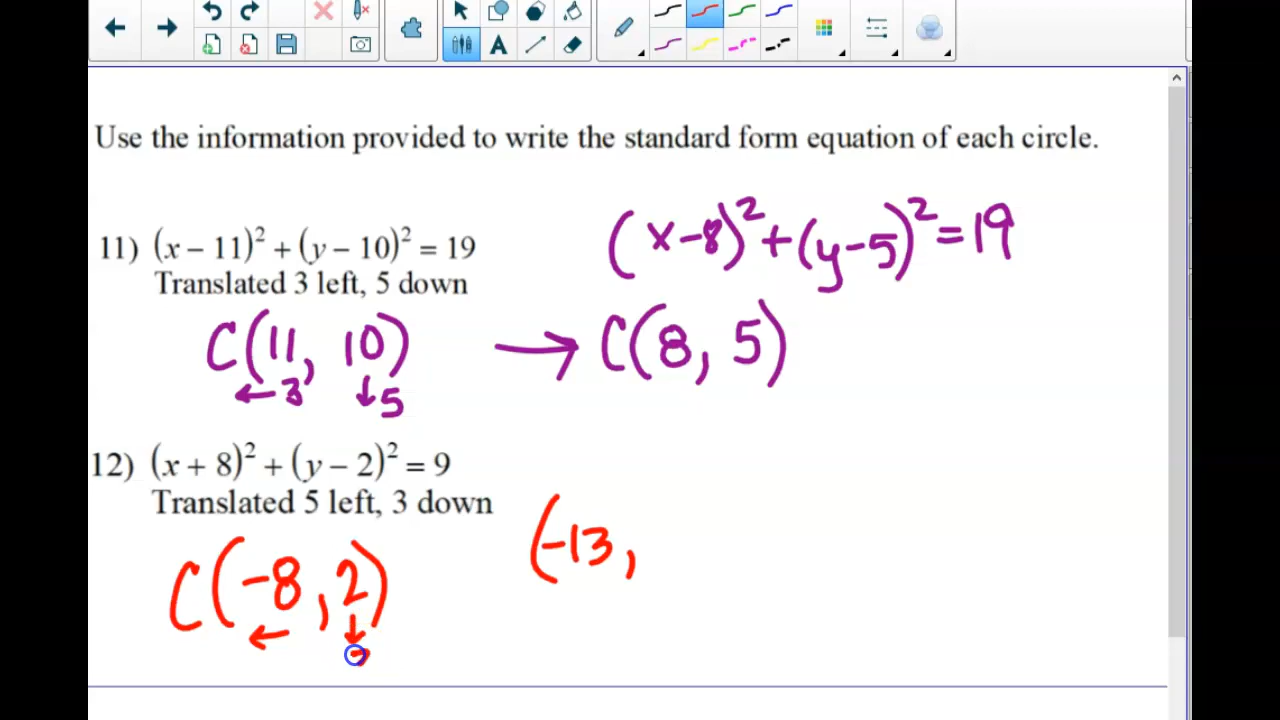 Use the information provided to write the standard form equation of each circle.
11) (x − 11)² + (y − 10)² = 19
(x−8)²+(y−5)²=19
Translated 3 left, 5 down
C(11, 10) → C(8, 5)
←3 ↓5
12) (x + 8)² + (y − 2)² = 9
Translated 5 left, 3 down
(−13,
C(−8, 2)
← ↓